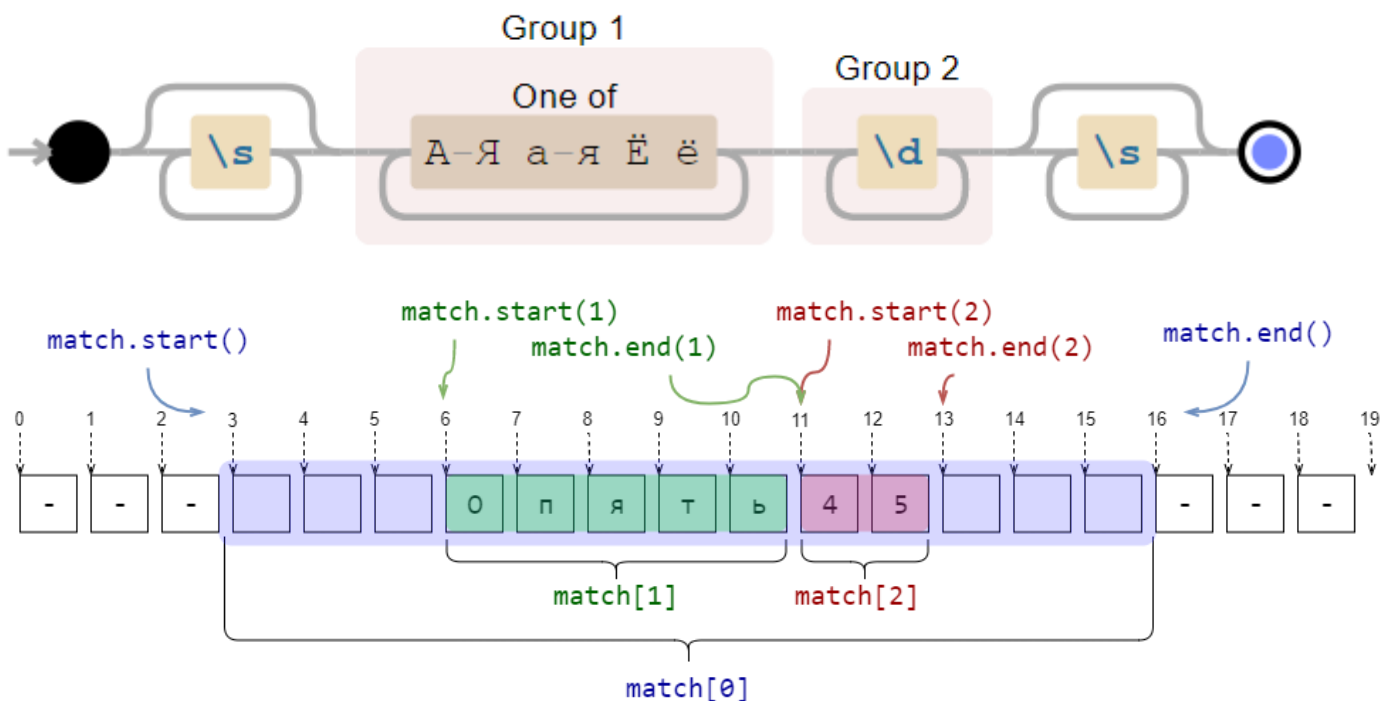 Group 1
Group 2
One of
\s А-Я а-я Ё ё \d \s
match.start(1) match.start(2)
match.start() match.end(1) match.end(2) match.end()
0 1 2 3 4 5 6 7 8 9 10 11 12 13 14 15 16 17 18 19
- - - О п я т ь 4 5 - - -
match[1] match[2]
match[0]